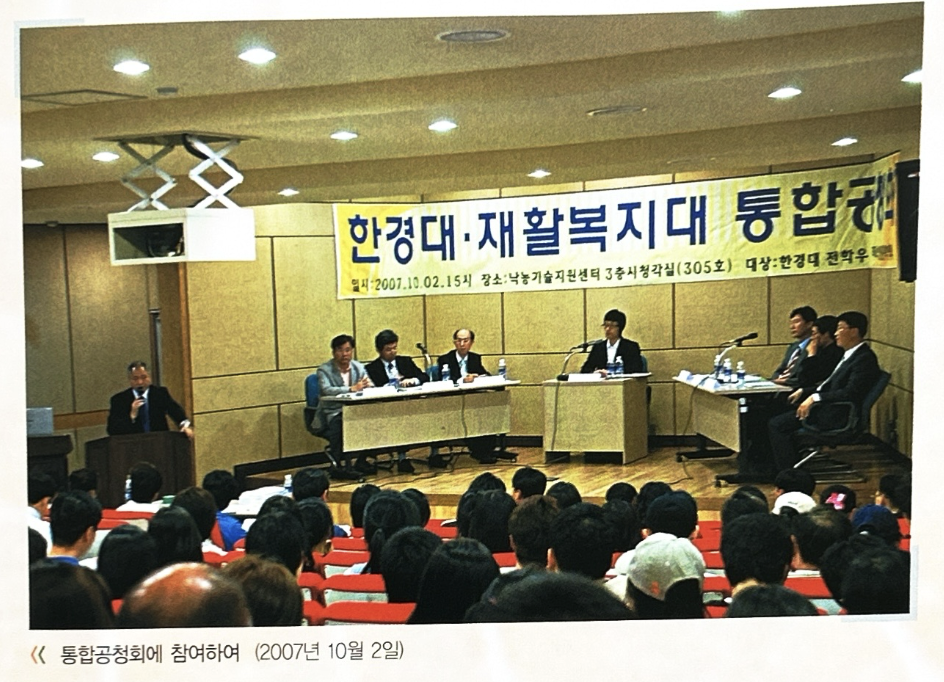 한경대·재활복지대 통합공
일시:2007.10.02.15시 장소:낙농기술지원센터 3층시청각실(305호) 대상:한경대 전학우
통합공청회에 참여하여 (2007년 10월 2일)